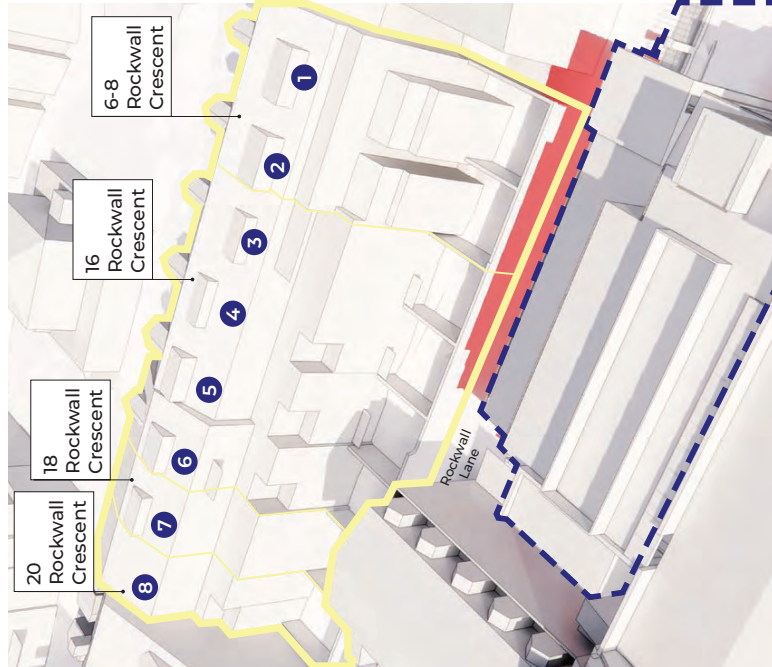 6-8
Rockwall
Crescent
16
Rockwall
Crescent
18
Rockwall
Crescent
20
Rockwall
Crescent
1
2
3
4
5
6
7
8
Rockwall
Lane